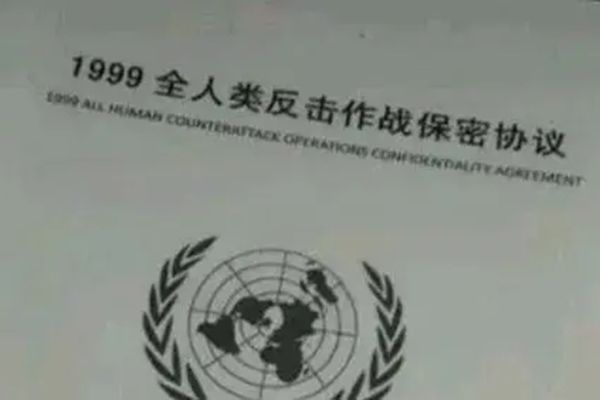 1999 全人类反击作战保密协议
1999 ALL HUMAN COUNTERATTACK OPERATIONS CONFIDENTIALITY AGREEMENT